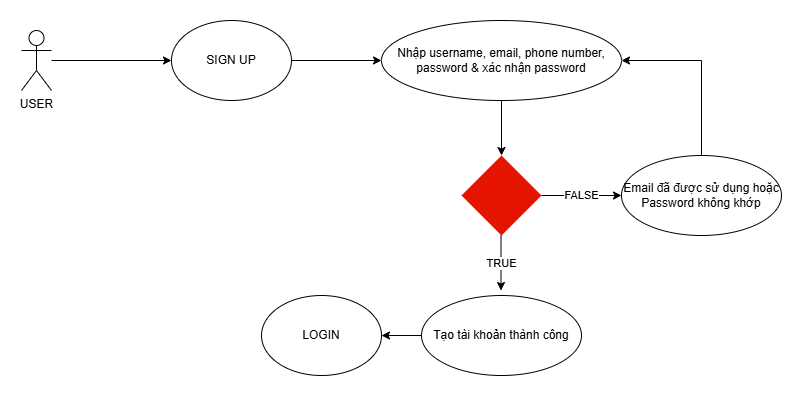 USER
SIGN UP
Nhập username, email, phone number,
password & xác nhận password
FALSE
Email đã được sử dụng hoặc
Password không khớp
TRUE
LOGIN
Tạo tài khoản thành công